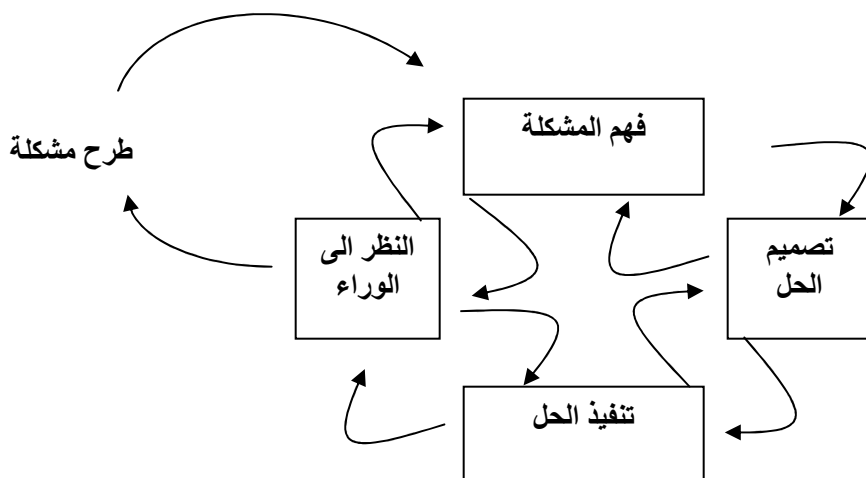 فهم المشكلة
طرح مشكلة
تصميم
الحل
النظر الى
الوراء
تنفيذ الحل